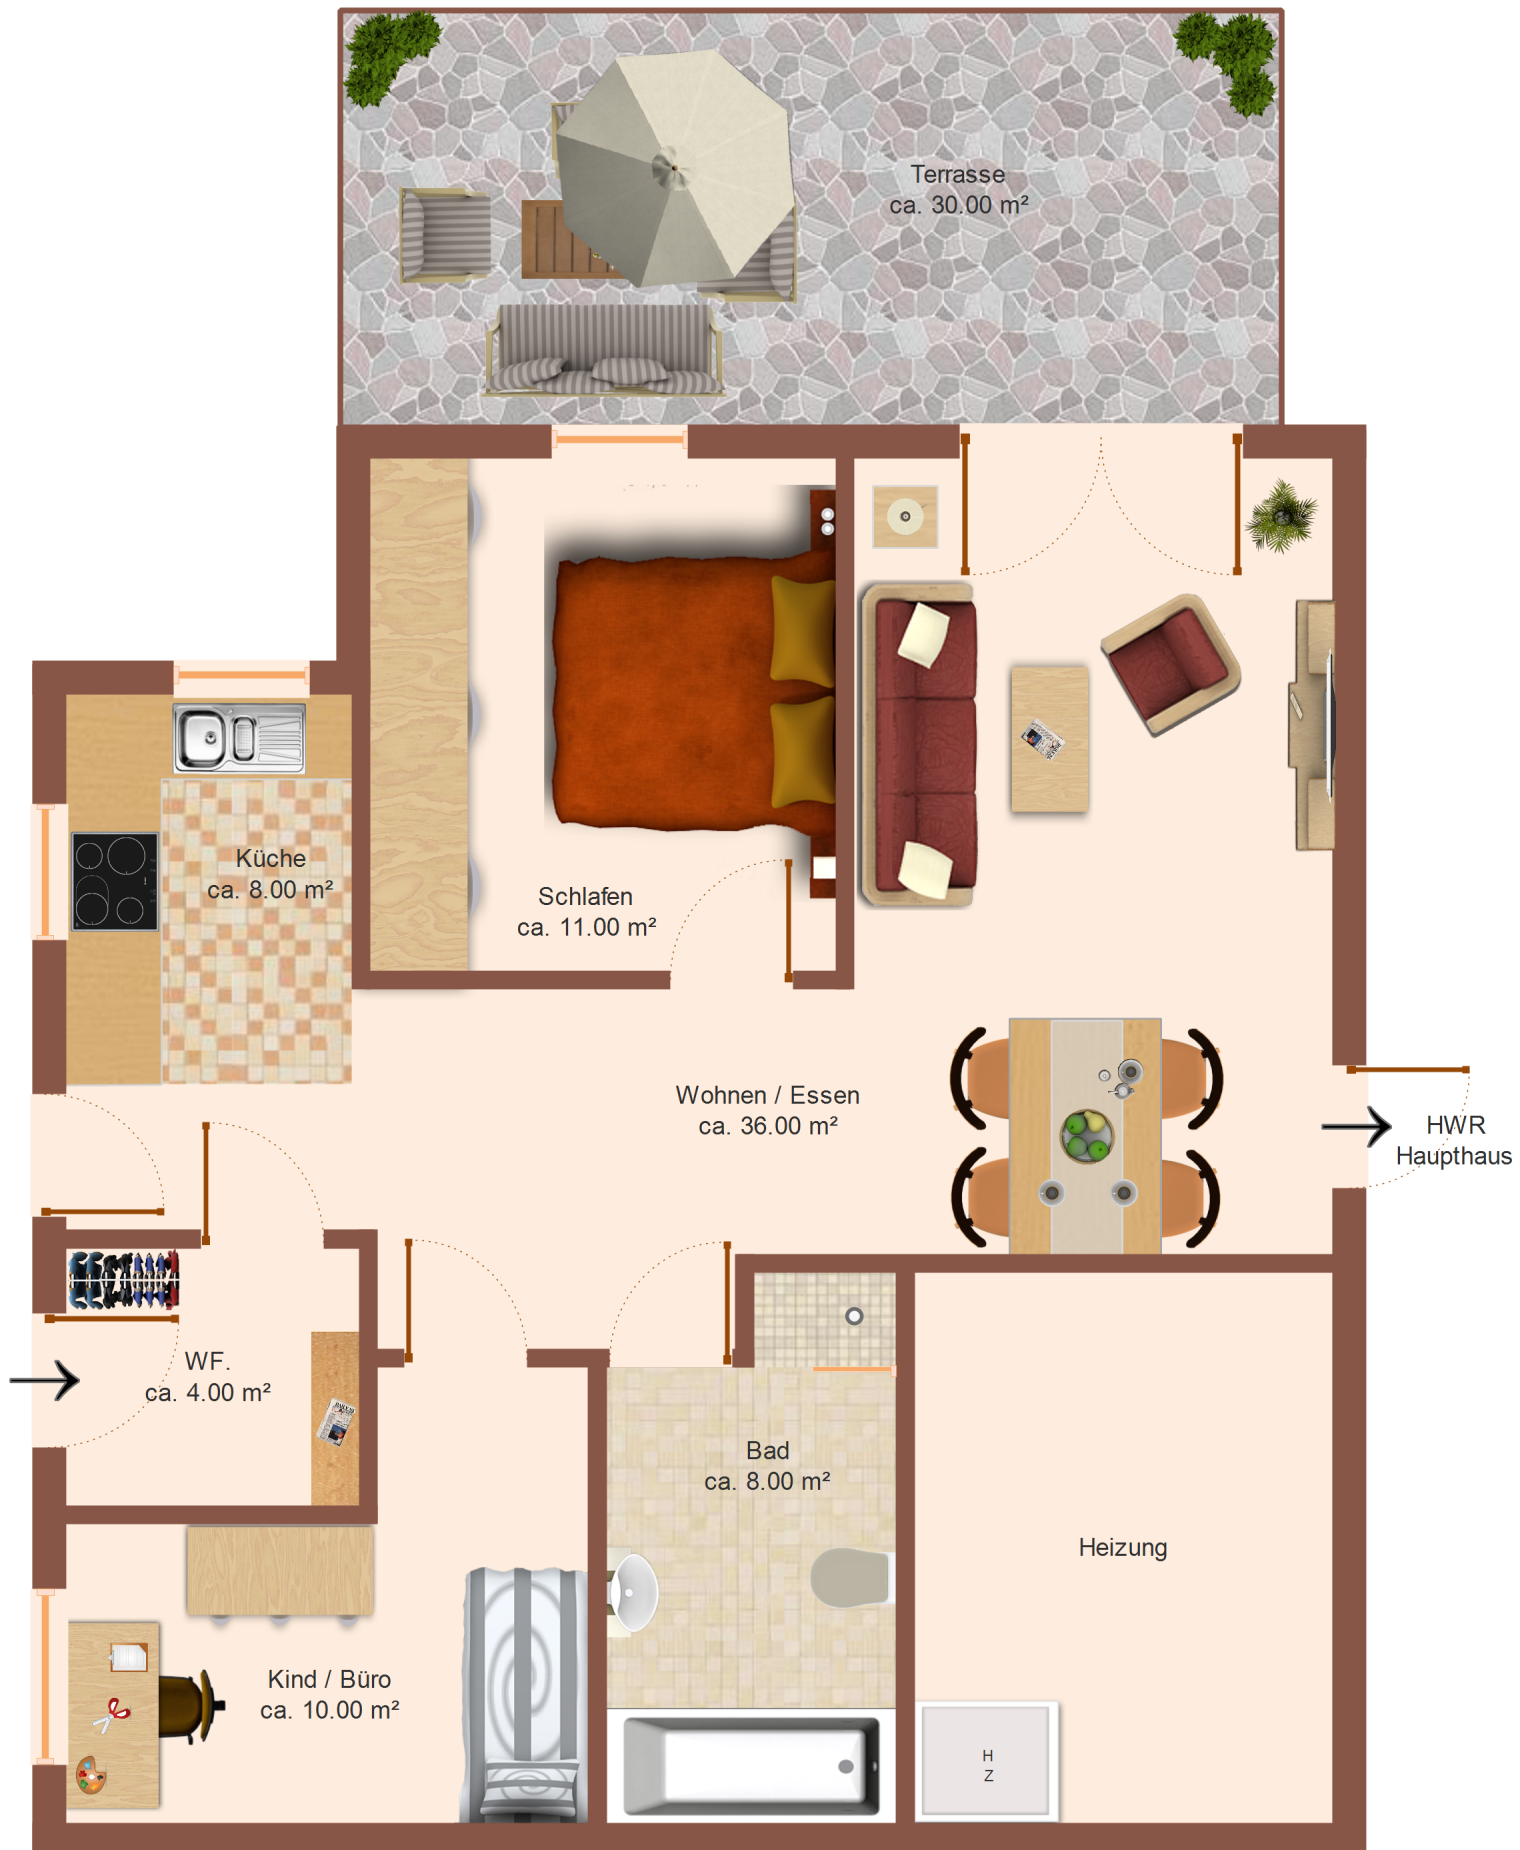 Terrasse
ca. 30.00 m²
Küche
ca. 8.00 m²
Schlafen
ca. 11.00 m²
Wohnen / Essen
ca. 36.00 m²
HWR
Haupthaus
WF.
ca. 4.00 m²
Bad
ca. 8.00 m²
Heizung
Kind / Büro
ca. 10.00 m²
H
Z